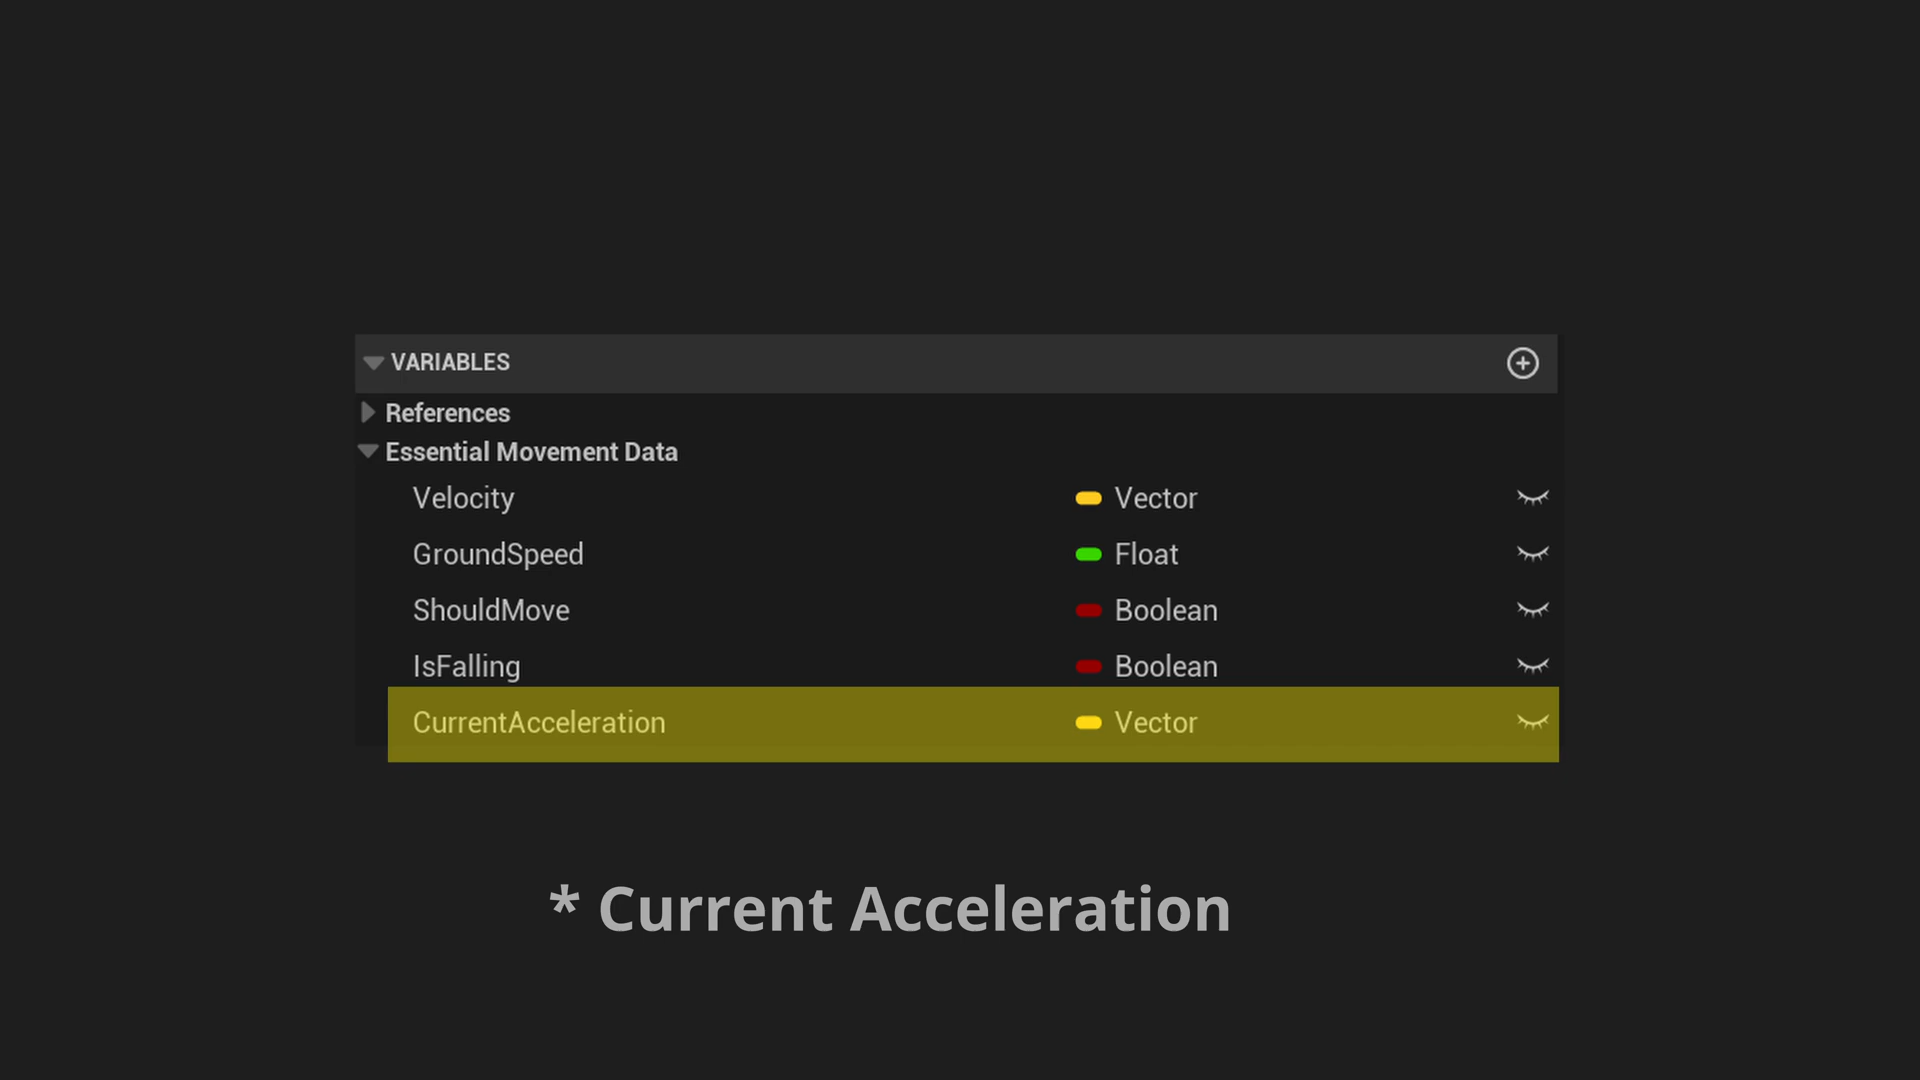 VARIABLES
References
Essential Movement Data
Velocity Vector
GroundSpeed Float
ShouldMove Boolean
IsFalling Boolean
CurrentAcceleration Vector
* Current Acceleration